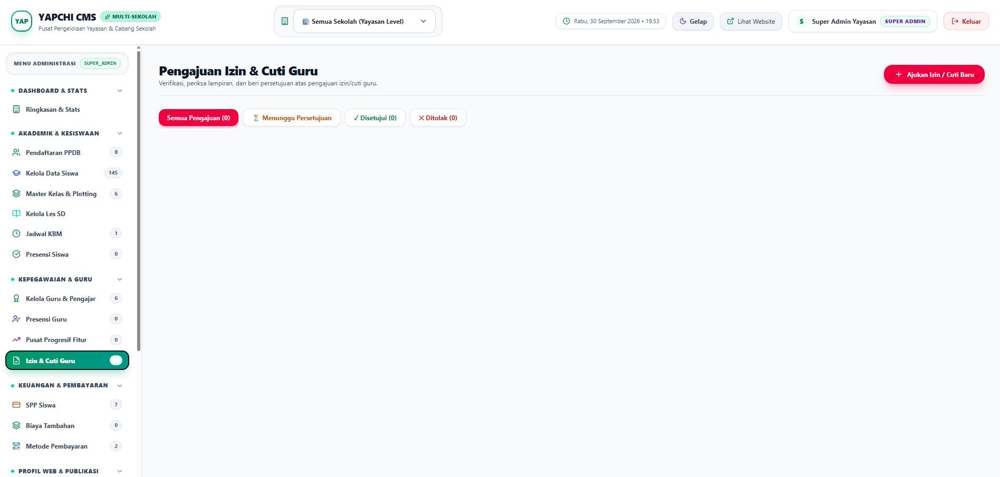 YAP
YAPCHI CMS
MULTI-SEKOLAH
Pusat Pengelolaan Yayasan & Cabang Sekolah
Semua Sekolah (Yayasan Level)
Rabu, 30 September 2026 • 19.53
Gelap
Lihat Website
S
Super Admin Yayasan
SUPER ADMIN
Keluar
MENU ADMINISTRASI
SUPER_ADMIN
DASHBOARD & STATS
Ringkasan & Stats
AKADEMIK & KESISWAAN
Pendaftaran PPDB 8
Kelola Data Siswa 145
Master Kelas & Plotting 6
Kelola Les SD
Jadwal KBM 1
Presensi Siswa 0
KEPEGAWAIAN & GURU
Kelola Guru & Pengajar 6
Presensi Guru 0
Pusat Progresif Fitur 0
Izin & Cuti Guru
KEUANGAN & PEMBAYARAN
SPP Siswa 7
Biaya Tambahan 0
Metode Pembayaran 2
PROFIL WEB & PUBLIKASI
Pengajuan Izin & Cuti Guru
Verifikasi, periksa lampiran, dan beri persetujuan atas pengajuan izin/cuti guru.
+ Ajukan Izin / Cuti Baru
Semua Pengajuan (0)
⏳ Menunggu Persetujuan
✓ Disetujui (0)
✕ Ditolak (0)